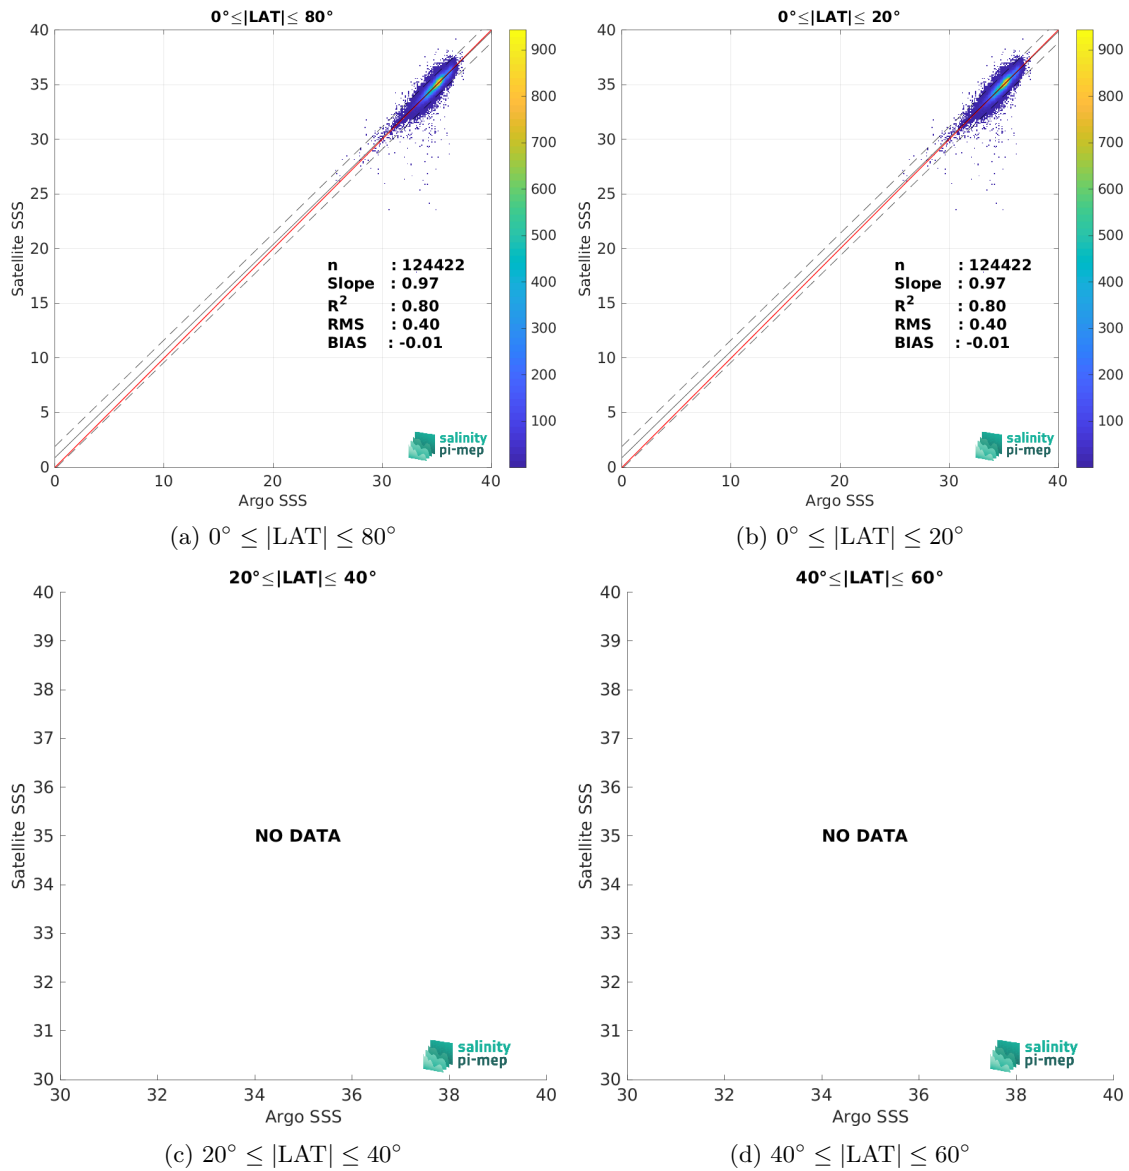 0°≤|LAT|≤ 80°
40
35
30
25
20
15
10
5
0
Satellite SSS
n : 124422
Slope : 0.97
R2 : 0.80
RMS : 0.40
BIAS : -0.01
salinity
pi-mep
0 10 20 30 40
Argo SSS
900
800
700
600
500
400
300
200
100
(a) 0° ≤ |LAT| ≤ 80°
0°≤|LAT|≤ 20°
40
35
30
25
20
15
10
5
0
Satellite SSS
n : 124422
Slope : 0.97
R2 : 0.80
RMS : 0.40
BIAS : -0.01
salinity
pi-mep
0 10 20 30 40
Argo SSS
900
800
700
600
500
400
300
200
100
(b) 0° ≤ |LAT| ≤ 20°
20°≤|LAT|≤ 40°
40
39
38
37
36
35
34
33
32
31
30
Satellite SSS
NO DATA
salinity
pi-mep
30 32 34 36 38 40
Argo SSS
(c) 20° ≤ |LAT| ≤ 40°
40°≤|LAT|≤ 60°
40
39
38
37
36
35
34
33
32
31
30
Satellite SSS
NO DATA
salinity
pi-mep
30 32 34 36 38 40
Argo SSS
(d) 40° ≤ |LAT| ≤ 60°